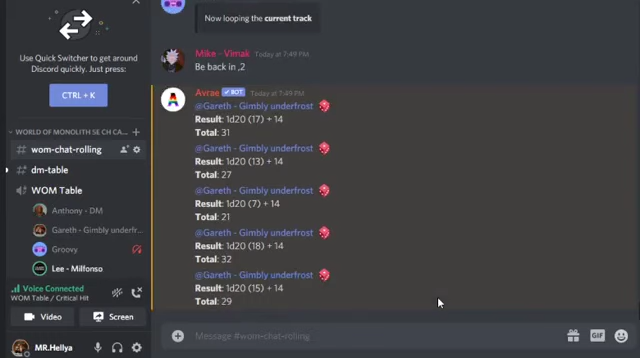 Now looping the current track
Use Quick Switcher to get around
Discord quickly. Just press:
CTRL + K
WORLD OF MONOLITH SE CH CA...
# wom-chat-rolling
# dm-table
WOM Table
Anthony - DM
Gareth - Gimbly underfr...
Groovy
Lee - Milfonso
Voice Connected
WOM Table / Critical Hit
Video
Screen
MR.Hellya
Mike - Vimak Today at 7:49 PM
Be back in ,2
Avrae BOT Today at 7:49 PM
@Gareth - Gimbly underfrost
Result: 1d20 (17) + 14
Total: 31
@Gareth - Gimbly underfrost
Result: 1d20 (13) + 14
Total: 27
@Gareth - Gimbly underfrost
Result: 1d20 (7) + 14
Total: 21
@Gareth - Gimbly underfrost
Result: 1d20 (18) + 14
Total: 32
@Gareth - Gimbly underfrost
Result: 1d20 (15) + 14
Total: 29
Message #wom-chat-rolling
GIF